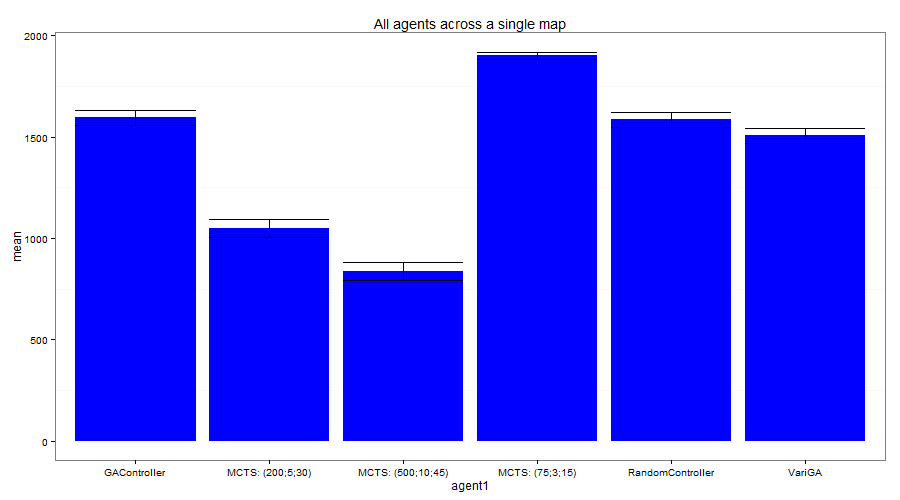 All agents across a single map
2000
1500
1000
500
0
mean
GAController MCTS: (200;5;30) MCTS: (500;10;45) MCTS: (75;3;15) RandomController VariGA
agent1